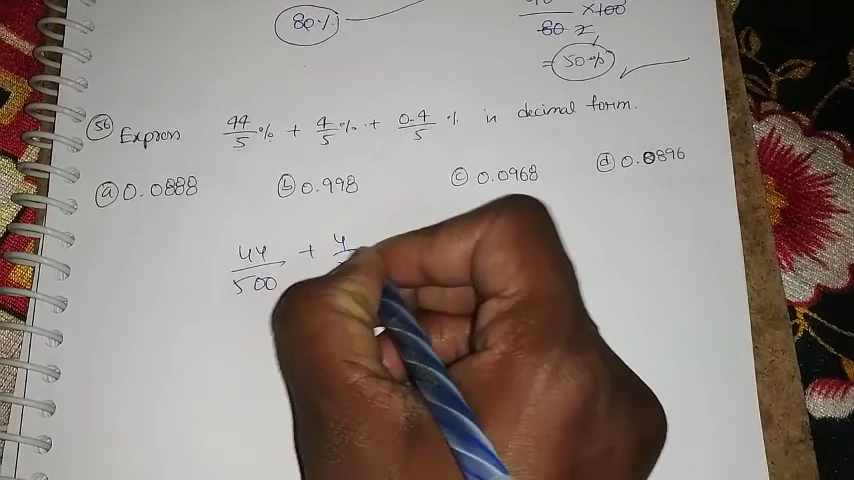 80% 
/60 × 100
= 50%
56 Express 44/5 % + 4/5 % + 0.4/5 % in decimal form.
a 0.0888 b 0.998 c 0.0968 d 0.0896
44/500 + 4